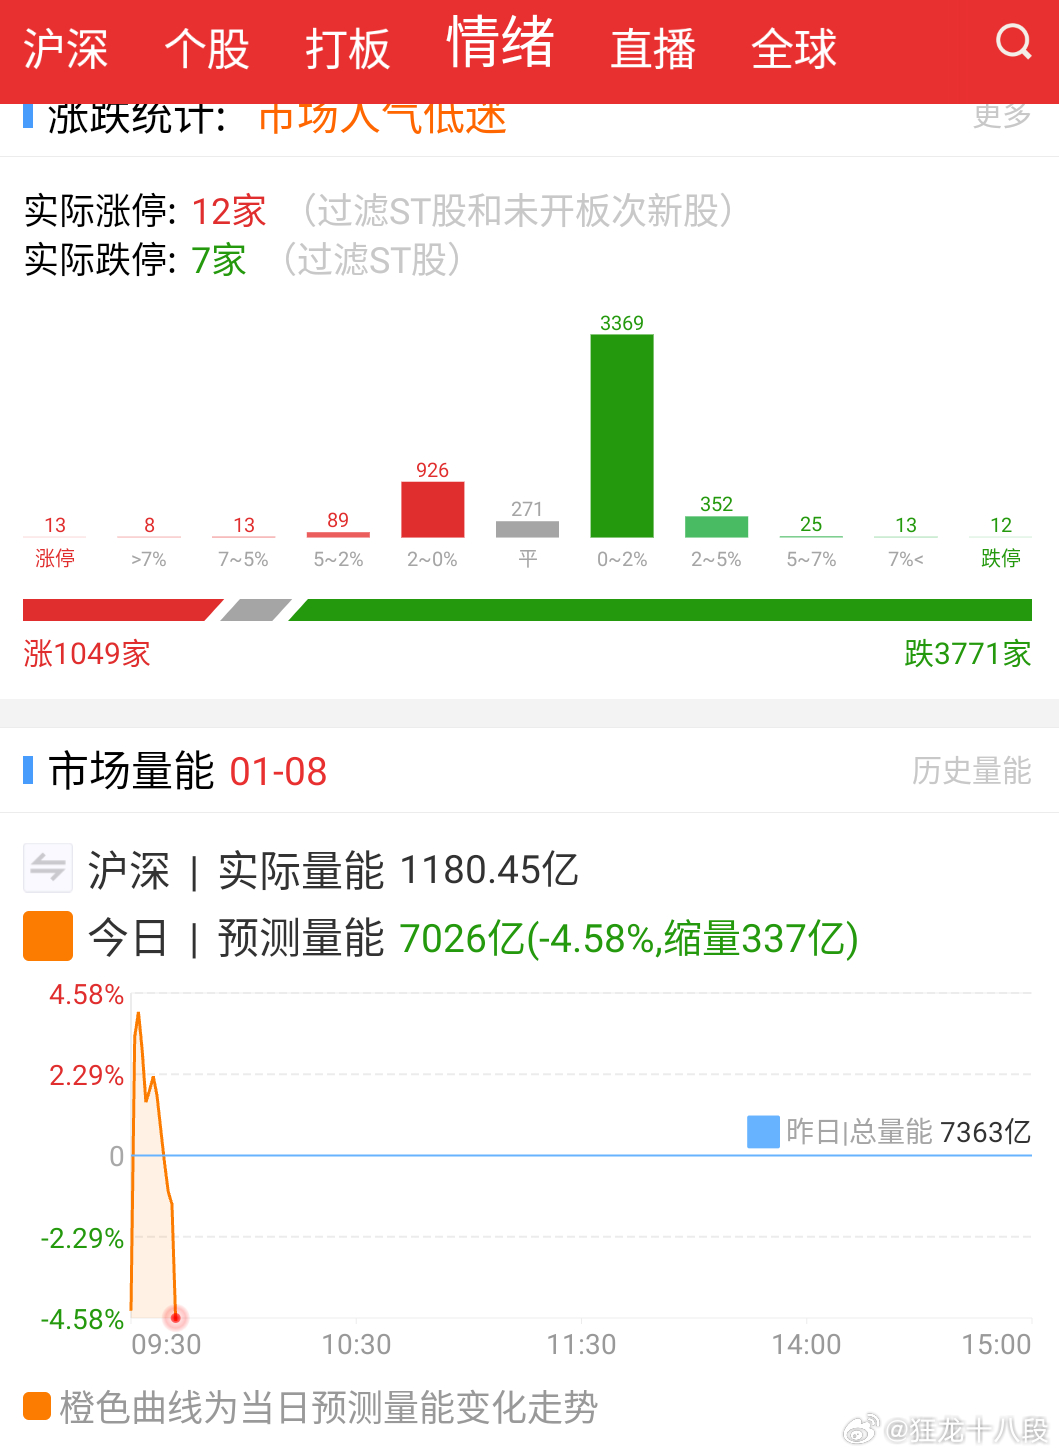 沪深 个股 打板 情绪 直播 全球
涨跌统计: 市场人气低迷 更多
实际涨停: 12家 (过滤ST股和未开板次新股)
实际跌停: 7家 (过滤ST股)
13 8 13 89 926 271 3369 352 25 13 12
涨停 >7% 7~5% 5~2% 2~0% 平 0~2% 2~5% 5~7% 7%< 跌停
涨1049家 跌3771家
市场量能 01-08 历史量能
沪深 | 实际量能 1180.45亿
今日 | 预测量能 7026亿(-4.58%,缩量337亿)
4.58%
2.29%
昨日|总量能 7363亿
0
-2.29%
-4.58%
09:30 10:30 11:30 14:00 15:00
橙色曲线为当日预测量能变化走势
@狂龙十八段